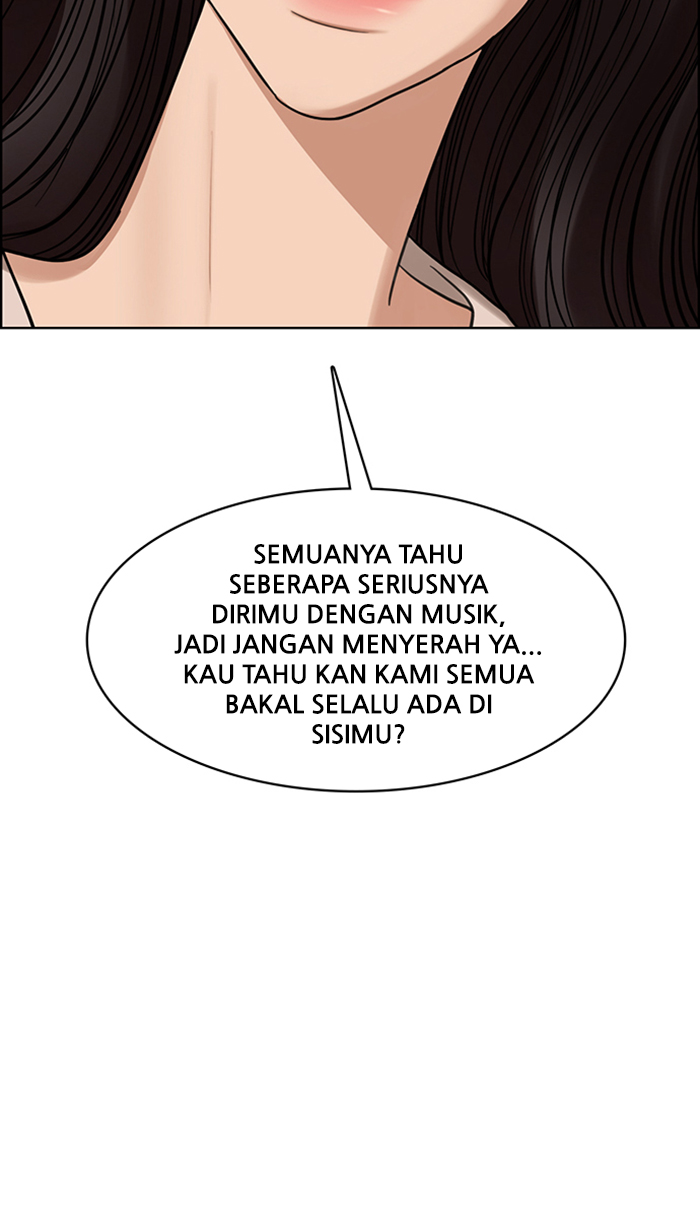 SEMUANYA TAHU
SEBERAPA SERIUSNYA
DIRIMU DENGAN MUSIK,
JADI JANGAN MENYERAH YA...
KAU TAHU KAN KAMI SEMUA
BAKAL SELALU ADA DI
SISIMU?